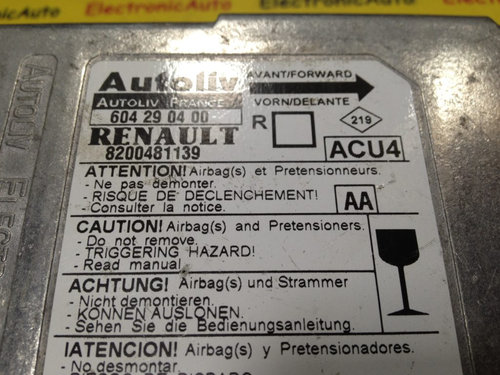 ElectronicAuto ElectronicAuto
Autoliv
AVANT/FORWARD
AUTOLIV FRANCE
VORN/DELANTE
604 29 04 00
R
219
RENAULT
8200481139
ACU4
ATTENTION! Airbag(s) et Pretensionneurs.
- Ne pas demonter.
- RISQUE DE DECLENCHEMENT!
- Consulter la notice.
AA
CAUTION! Airbag(s) and Pretensioners.
- Do not remove.
- TRIGGERING HAZARD!
- Read manual.
ACHTUNG! Airbag(s) und Strammer
- Nicht demontieren.
- KONNEN AUSLONEN.
- Sehen Sie die Bedienungsanleitung.
!ATENCION! Airbag(s) y Pretensionadores.
- No desmontar.
AUTOLIV